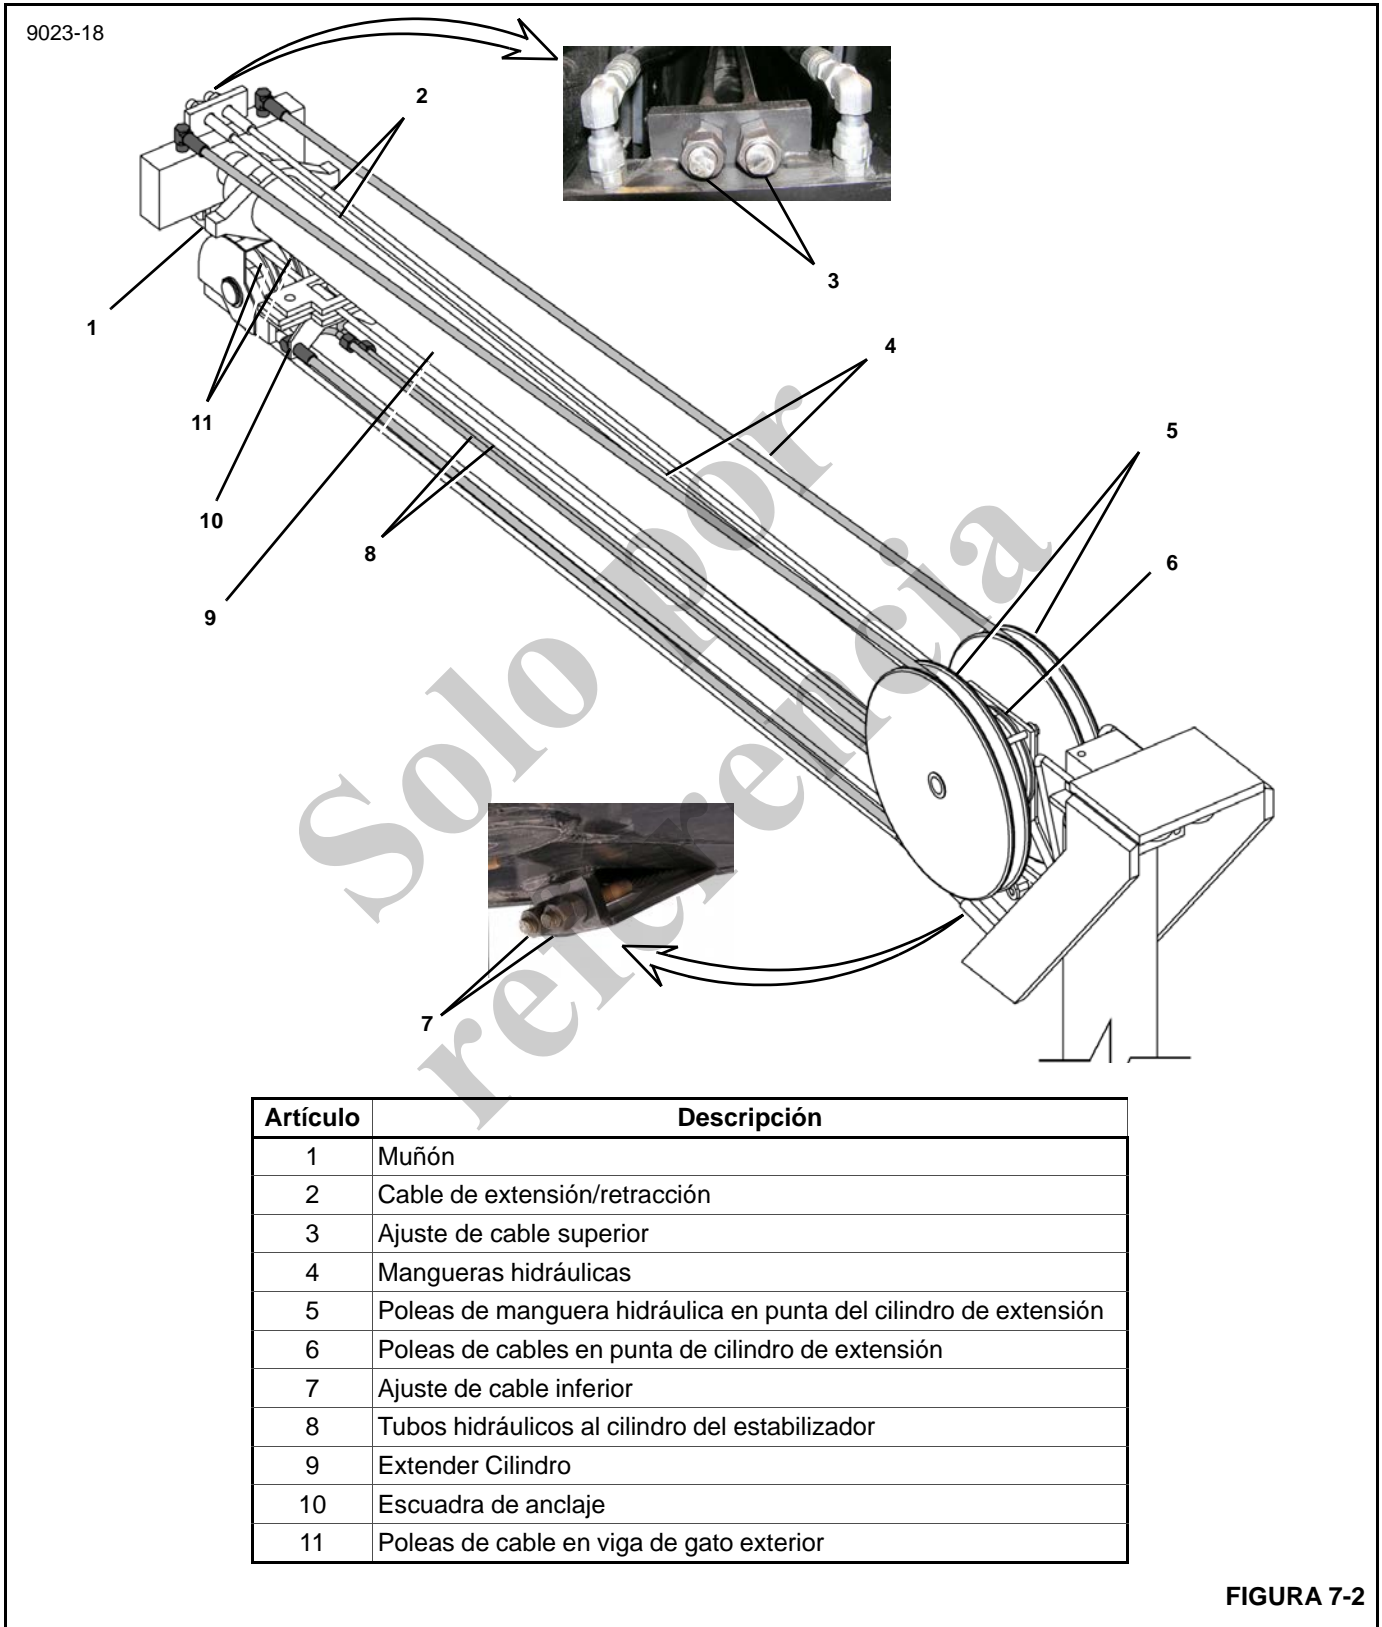 9023-18
2
3
1
4
5
11
10
8
6
9
7
Solo por
referencia
Artículo Descripción
1 Muñón
2 Cable de extensión/retracción
3 Ajuste de cable superior
4 Mangueras hidráulicas
5 Poleas de manguera hidráulica en punta del cilindro de extensión
6 Poleas de cables en punta de cilindro de extensión
7 Ajuste de cable inferior
8 Tubos hidráulicos al cilindro del estabilizador
9 Extender Cilindro
10 Escuadra de anclaje
11 Poleas de cable en viga de gato exterior
FIGURA 7-2